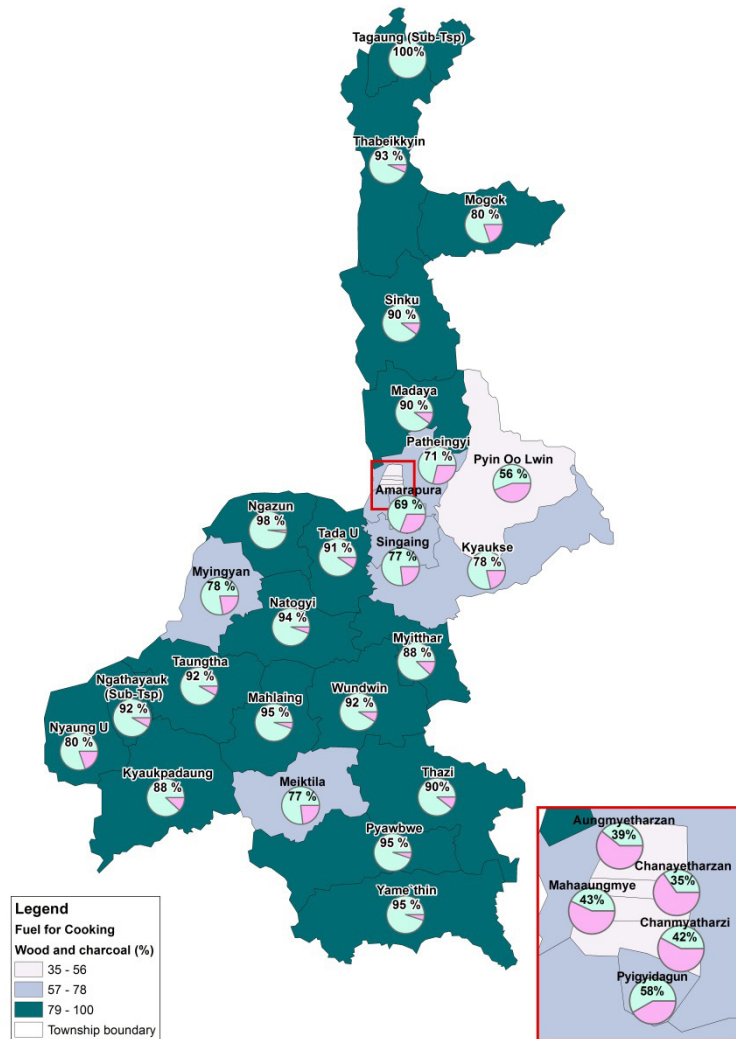 Tagaung (Sub-Tsp)
100%
Thabeikkyin
93 %
Mogok
80 %
Sinku
90 %
Madaya
90 %
Patheingyi
71 %
Pyin Oo Lwin
56 %
Amarapura
69 %
Ngazun
98 %
Tada U
91 %
Singaing
77 %
Kyaukse
78 %
Myingyan
78 %
Natogyi
94 %
Myitthar
88 %
Taungtha
92 %
Ngathayauk
(Sub-Tsp)
92 %
Mahlaing
95 %
Wundwin
92 %
Nyaung U
80 %
Kyaukpadaung
88 %
Meiktila
77 %
Thazi
90%
Pyawbwe
95 %
Yame`thin
95 %
Aungmyetharzan
39%
Chanayetharzan
35%
Mahaaungmye
43%
Chanmyatharzi
42%
Pyigyidagun
58%
Legend
Fuel for Cooking
Wood and charcoal (%)
35 - 56
57 - 78
79 - 100
Township boundary